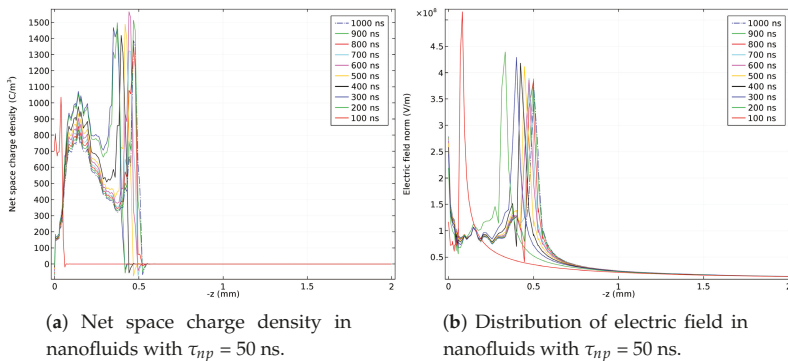 1500
1400
1300
1200
1100
1000
900
800
700
600
500
400
300
200
100
0
Net space charge density (C/m³)
0
0.5
1
1.5
2
-z (mm)
1000 ns
900 ns
800 ns
700 ns
600 ns
500 ns
400 ns
300 ns
200 ns
100 ns
(a) Net space charge density in
nanofluids with τnp = 50 ns.
×10⁸
5
4.5
4
3.5
3
2.5
2
1.5
1
0.5
Electric field norm (V/m)
0
0.5
1
1.5
2
-z (mm)
1000 ns
900 ns
800 ns
700 ns
600 ns
500 ns
400 ns
300 ns
200 ns
100 ns
(b) Distribution of electric field in
nanofluids with τnp = 50 ns.